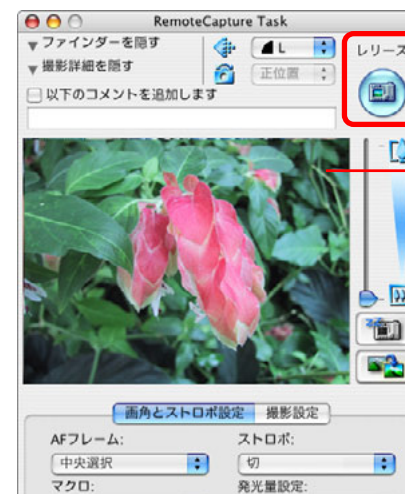 RemoteCapture Task
ファインダーを隠す
L
レリーズ
撮影詳細を隠す
正位置
以下のコメントを追加します
画角とストロボ設定 撮影設定
AFフレーム: ストロボ:
中央選択 切
マクロ: 発光量設定: